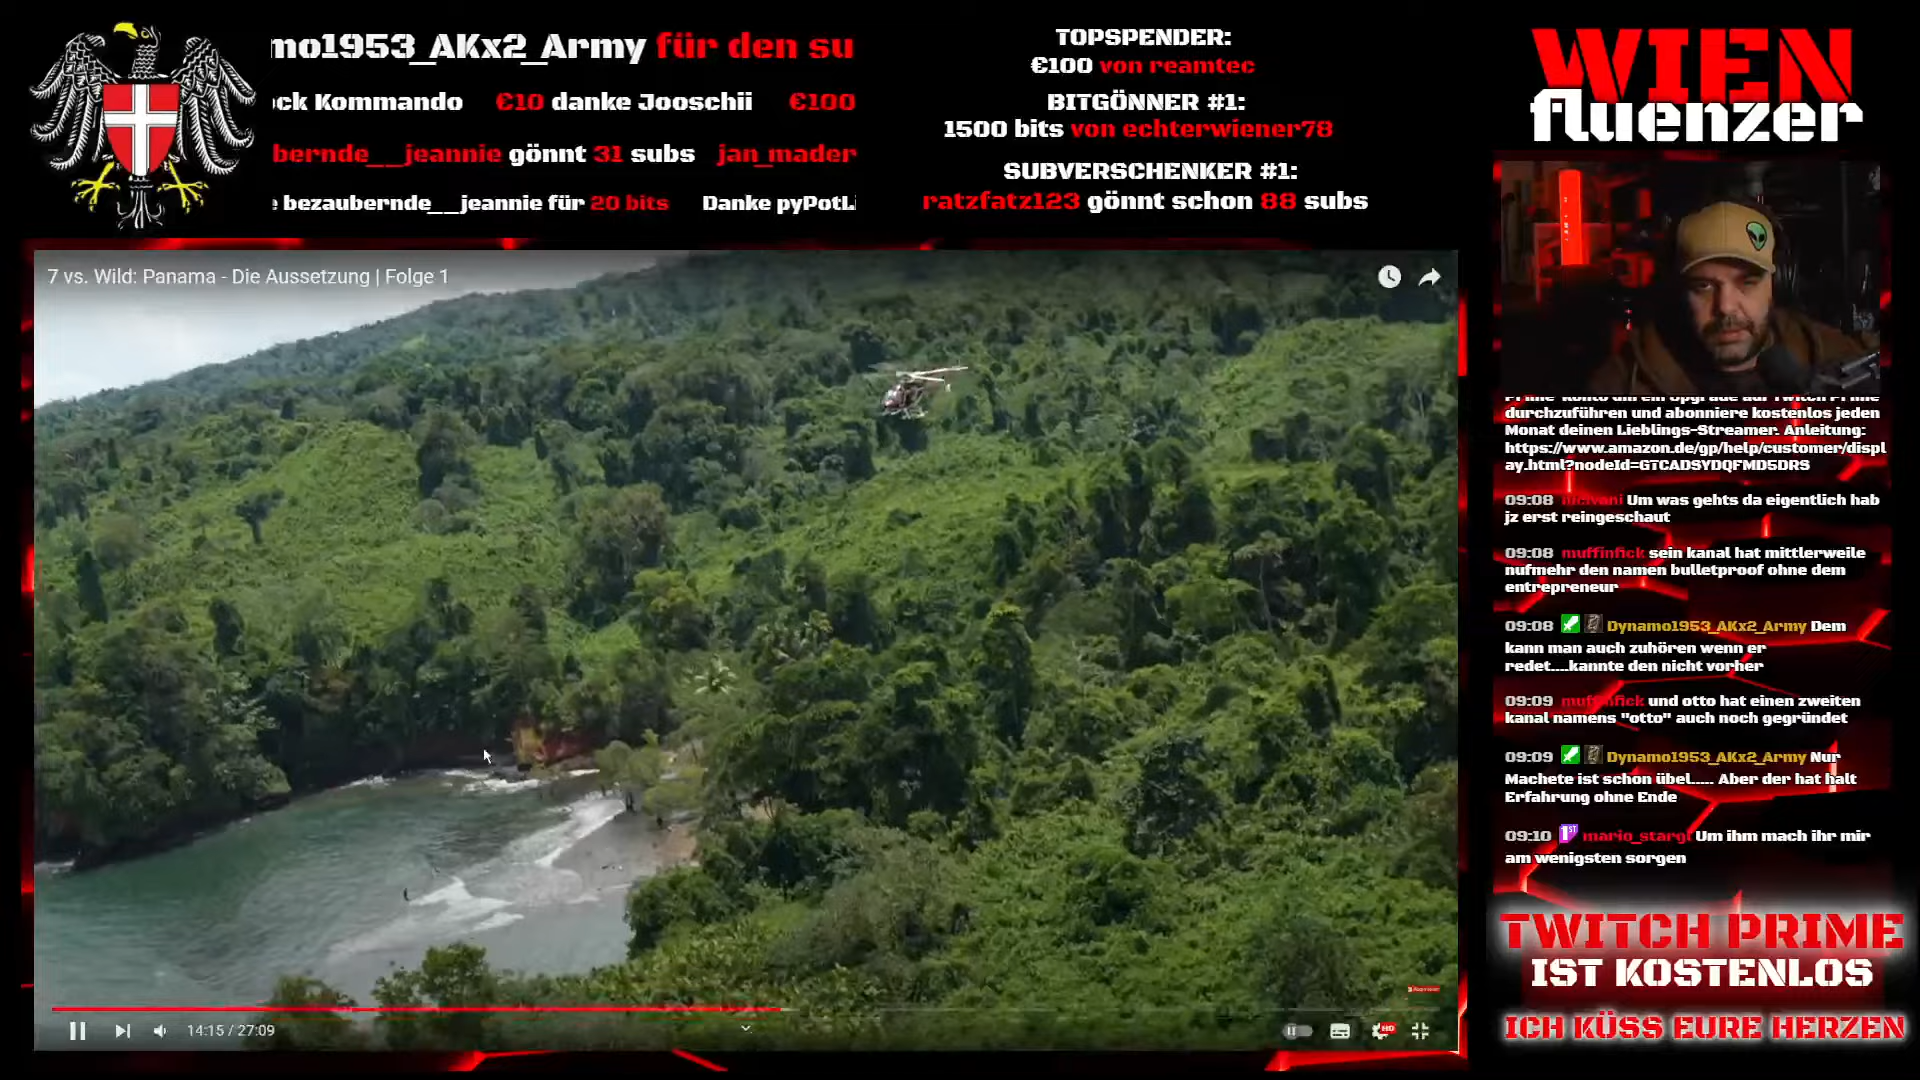 mo1953_AKx2_Army für den su
ock Kommando €10 danke Jooschii €100
bernde__jeannie gönnt 31 subs jan_mader
e bezaubernde__jeannie für 20 bits Danke pyPotLi
TOPSPENDER:
€100 von reamtec
BITGÖNNER #1:
1500 bits von echterwiener78
SUBVERSCHENKER #1:
ratzfatz123 gönnt schon 88 subs
WIEN
fluenzer
7 vs. Wild: Panama - Die Aussetzung | Folge 1
durchzuführen und abonniere kostenlos jeden
Monat deinen Lieblings-Streamer. Anleitung:
https://www.amazon.de/gp/help/customer/displ
ay.html?nodeId=GTCADSYDQFMD5DRS
09:08 Um was gehts da eigentlich hab
jz erst reingeschaut
09:08 muffinfick sein kanal hat mittlerweile
nufmehr den namen bulletproof ohne dem
entrepreneur
09:08 Dynamo1953_AKx2_Army Dem
kann man auch zuhören wenn er
redet....kannte den nicht vorher
09:09 muffinfick und otto hat einen zweiten
kanal namens "otto" auch noch gegründet
09:09 Dynamo1953_AKx2_Army Nur
Machete ist schon übel..... Aber der hat halt
Erfahrung ohne Ende
09:10 1ST mario_stargl Um ihm mach ihr mir
am wenigsten sorgen
14:15 / 27:09
HD
TWITCH PRIME
IST KOSTENLOS
ICH KÜSS EURE HERZEN